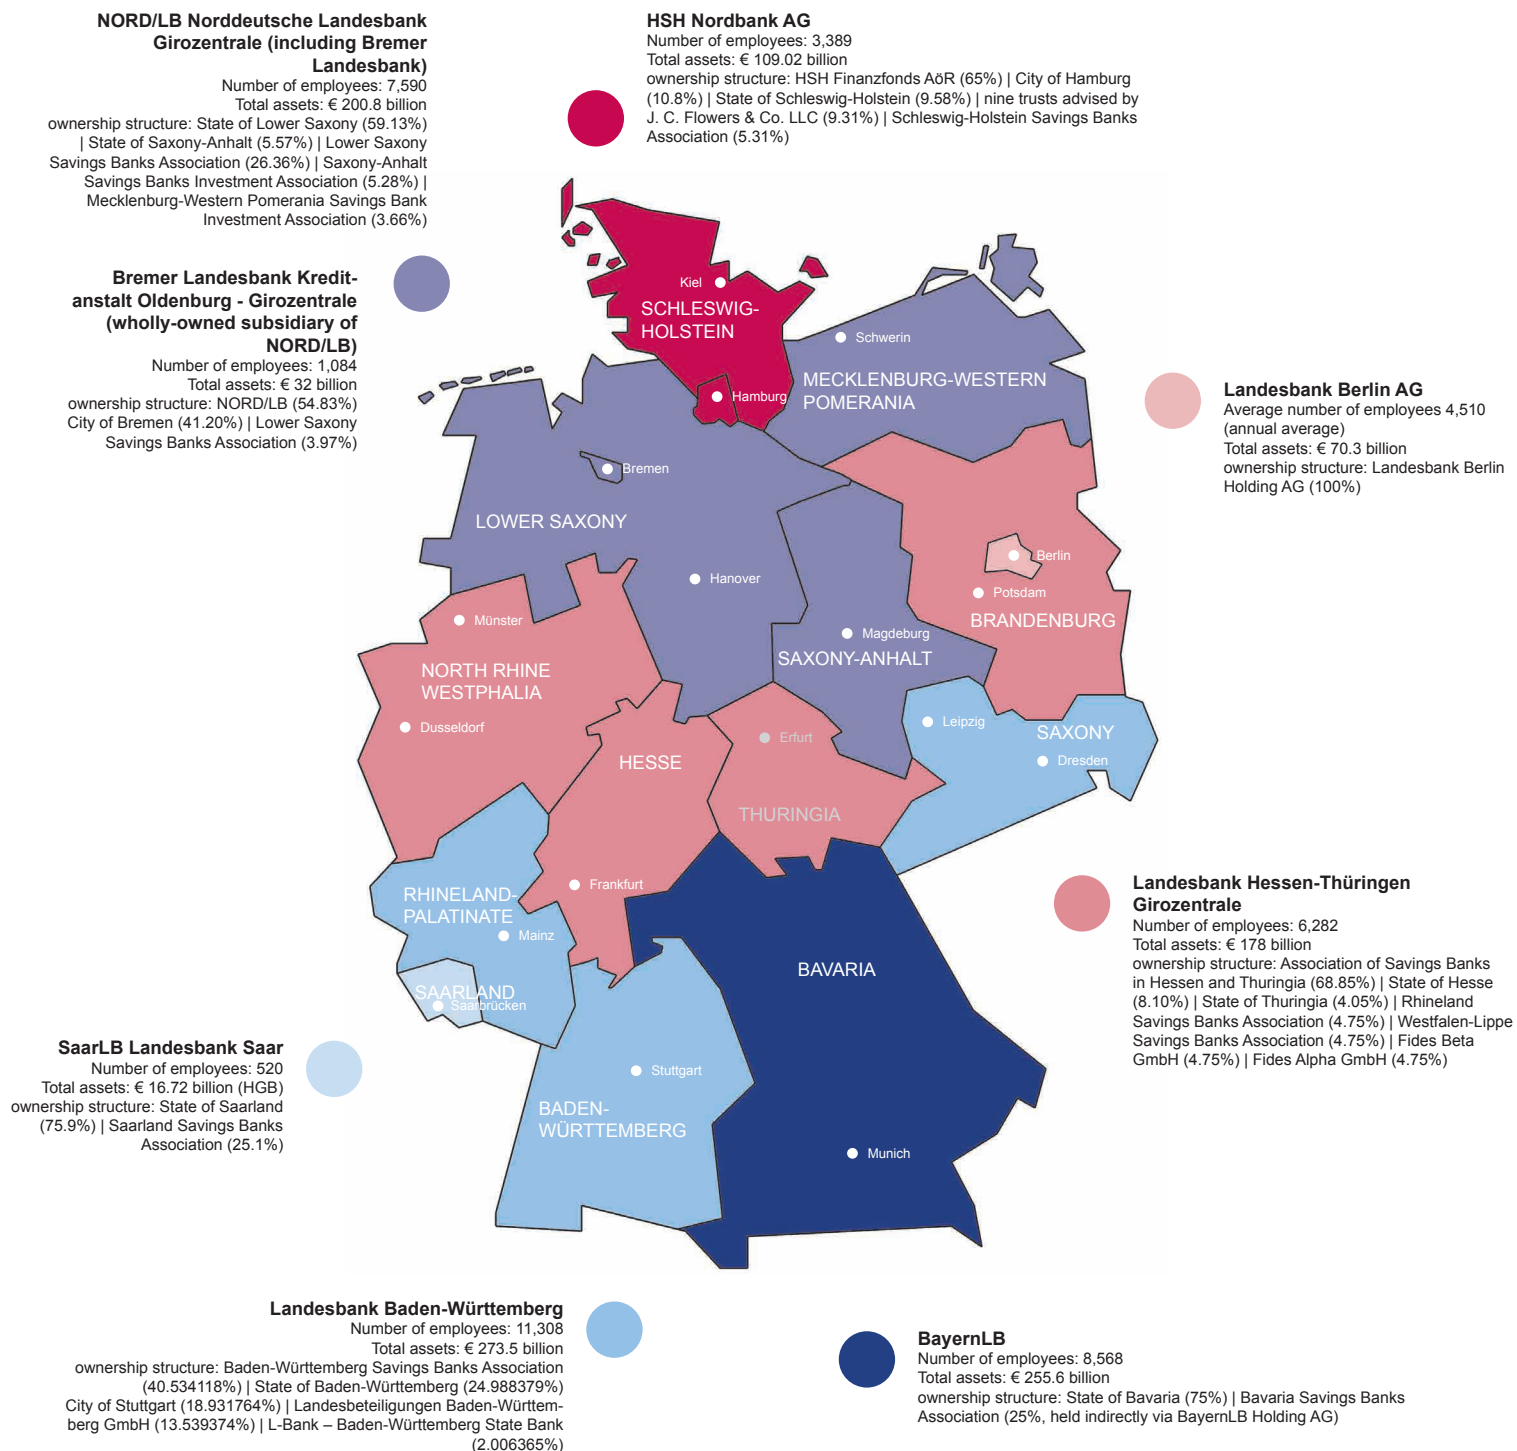 NORD/LB Norddeutsche Landesbank
Girozentrale (including Bremer
Landesbank)
Number of employees: 7,590
Total assets: € 200.8 billion
ownership structure: State of Lower Saxony (59.13%)
| State of Saxony-Anhalt (5.57%) | Lower Saxony
Savings Banks Association (26.36%) | Saxony-Anhalt
Savings Banks Investment Association (5.28%) |
Mecklenburg-Western Pomerania Savings Bank
Investment Association (3.66%)
HSH Nordbank AG
Number of employees: 3,389
Total assets: € 109.02 billion
ownership structure: HSH Finanzfonds AöR (65%) | City of Hamburg
(10.8%) | State of Schleswig-Holstein (9.58%) | nine trusts advised by
J. C. Flowers & Co. LLC (9.31%) | Schleswig-Holstein Savings Banks
Association (5.31%)
Bremer Landesbank Kredit-
anstalt Oldenburg - Girozentrale
(wholly-owned subsidiary of
NORD/LB)
Number of employees: 1,084
Total assets: € 32 billion
ownership structure: NORD/LB (54.83%)
City of Bremen (41.20%) | Lower Saxony
Savings Banks Association (3.97%)
Kiel
SCHLESWIG-
HOLSTEIN
Schwerin
MECKLENBURG-WESTERN
POMERANIA
Hamburg
Landesbank Berlin AG
Average number of employees 4,510
(annual average)
Total assets: € 70.3 billion
ownership structure: Landesbank Berlin
Holding AG (100%)
Bremen
LOWER SAXONY
Hanover
Berlin
Potsdam
BRANDENBURG
Münster
Magdeburg
SAXONY-ANHALT
NORTH RHINE
WESTPHALIA
Dusseldorf
Leipzig
SAXONY
Dresden
Erfurt
HESSE
THURINGIA
Frankfurt
RHINELAND-
PALATINATE
Mainz
SAARLAND
Saarbrücken
BAVARIA
Landesbank Hessen-Thüringen
Girozentrale
Number of employees: 6,282
Total assets: € 178 billion
ownership structure: Association of Savings Banks
in Hessen and Thuringia (68.85%) | State of Hesse
(8.10%) | State of Thuringia (4.05%) | Rhineland
Savings Banks Association (4.75%) | Westfalen-Lippe
Savings Banks Association (4.75%) | Fides Beta
GmbH (4.75%) | Fides Alpha GmbH (4.75%)
SaarLB Landesbank Saar
Number of employees: 520
Total assets: € 16.72 billion (HGB)
ownership structure: State of Saarland
(75.9%) | Saarland Savings Banks
Association (25.1%)
Stuttgart
BADEN-
WÜRTTEMBERG
Munich
Landesbank Baden-Württemberg
Number of employees: 11,308
Total assets: € 273.5 billion
ownership structure: Baden-Württemberg Savings Banks Association
(40.534118%) | State of Baden-Württemberg (24.988379%)
City of Stuttgart (18.931764%) | Landesbeteiligungen Baden-Württem-
berg GmbH (13.539374%) | L-Bank – Baden-Württemberg State Bank
(2.006365%)
BayernLB
Number of employees: 8,568
Total assets: € 255.6 billion
ownership structure: State of Bavaria (75%) | Bavaria Savings Banks
Association (25%, held indirectly via BayernLB Holding AG)